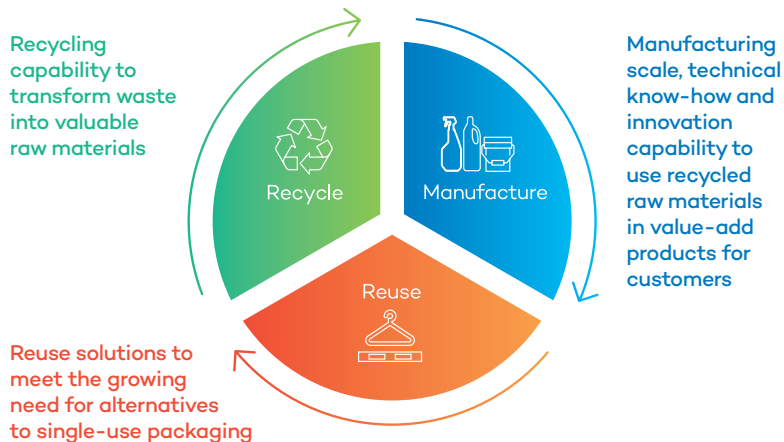 Recycling
capability to
transform waste
into valuable
raw materials
Recycle
Manufacture
Manufacturing
scale, technical
know-how and
innovation
capability to
use recycled
raw materials
in value-add
products for
customers
Reuse
Reuse solutions to
meet the growing
need for alternatives
to single-use packaging